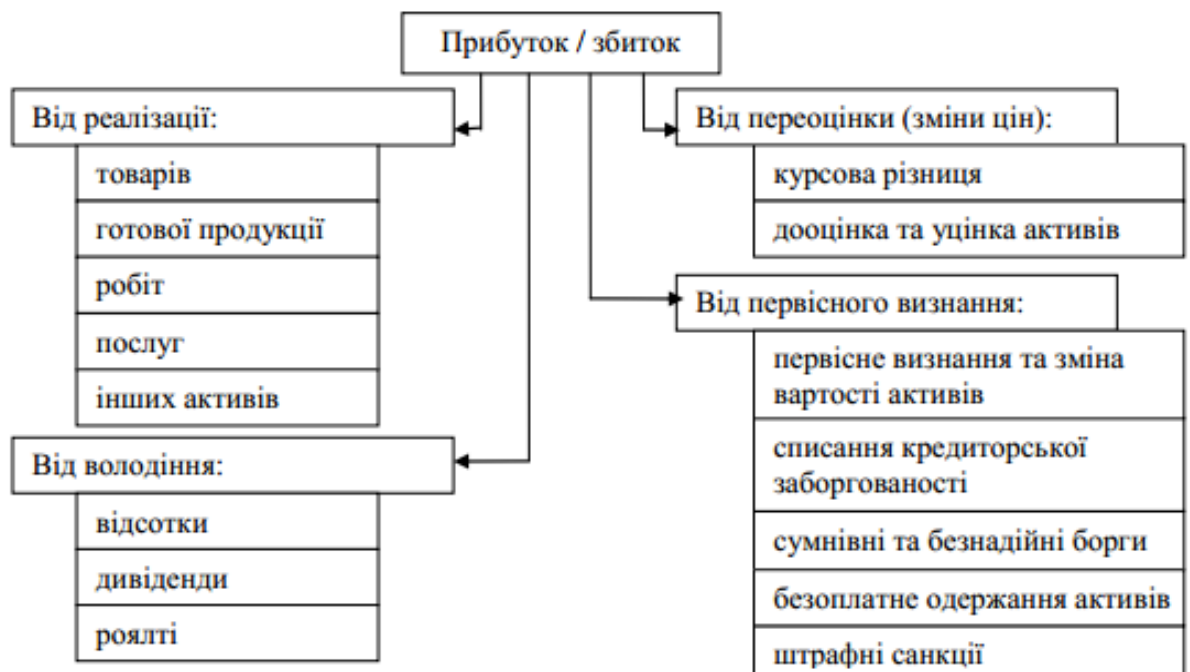 Прибуток / збиток
Від реалізації:
товарів
готової продукції
робіт
послуг
інших активів
Від володіння:
відсотки
дивіденди
роялті
Від переоцінки (зміни цін):
курсова різниця
дооцінка та уцінка активів
Від первісного визнання:
первісне визнання та зміна
вартості активів
списання кредиторської
заборгованості
сумнівні та безнадійні борги
безоплатне одержання активів
штрафні санкції